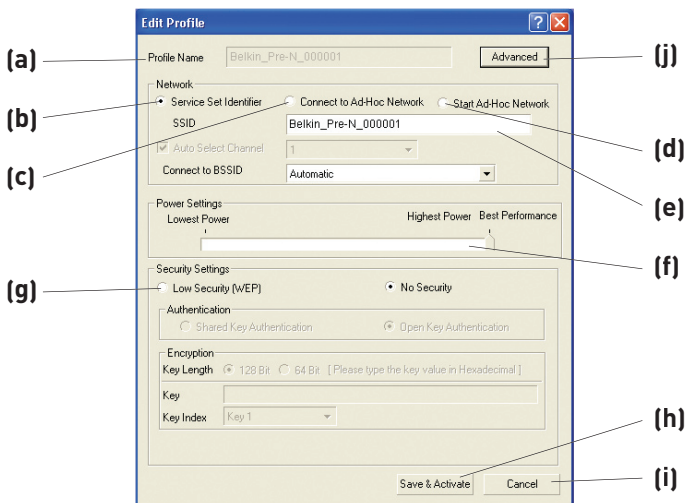 Edit Profile
(a) Profile Name Belkin_Pre-N_000001 Advanced (j)
Network
(b) Service Set Identifier Connect to Ad-Hoc Network Start Ad-Hoc Network
SSID Belkin_Pre-N_000001 (d)
Auto Select Channel 1
(c) Connect to BSSID Automatic (e)
Power Settings
Lowest Power Highest Power Best Performance
(f)
Security Settings
(g) Low Security (WEP) No Security
Authentication
Shared Key Authentication Open Key Authentication
Encryption
Key Length 128 Bit 64 Bit [ Please type the key value in Hexadecimal ]
Key
Key Index Key 1
(h)
Save & Activate Cancel (i)